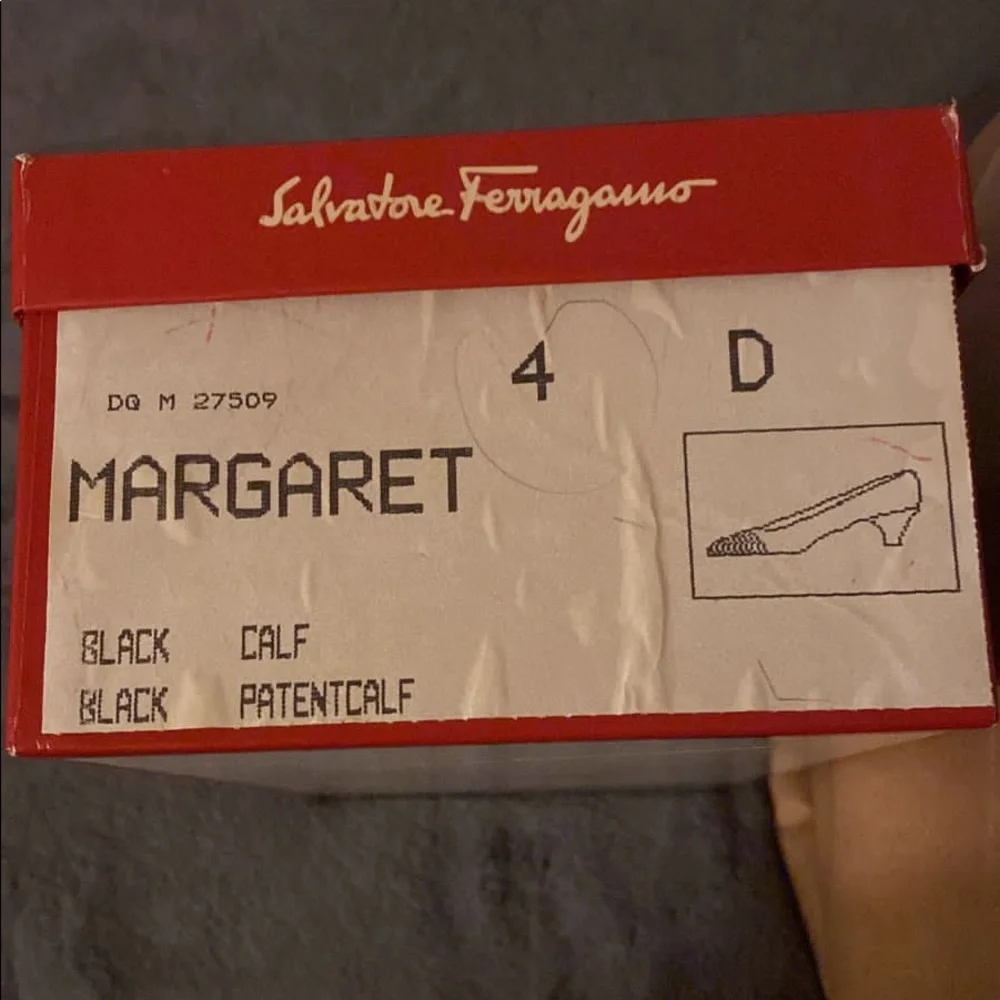 Salvatore Ferragamo
4 D
DQ M 27509
MARGARET
BLACK CALF
BLACK PATENTCALF